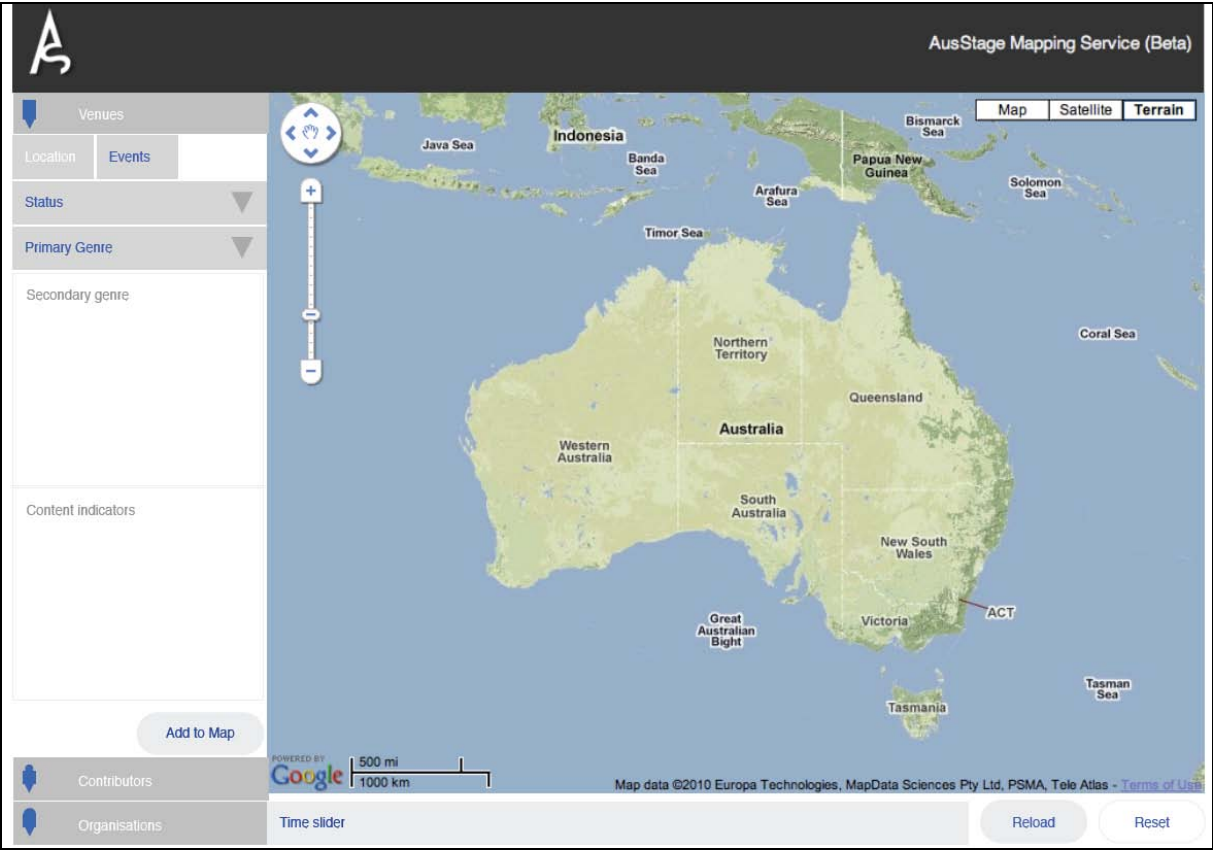 AusStage Mapping Service (Beta)
Venues
Location
Events
Status
Primary Genre
Secondary genre
Content indicators
Add to Map
Contributors
Organisations
Map
Satellite
Terrain
Java Sea
Indonesia
Banda
Sea
Arafura
Sea
Timor Sea
Papua New
Guinea
Bismarck
Sea
Solomon
Sea
Coral Sea
Northern
Territory
Queensland
Australia
Western
Australia
South
Australia
New South
Wales
ACT
Victoria
Great
Australian
Bight
Tasmania
Tasman
Sea
POWERED BY
Google
500 mi
1000 km
Map data ©2010 Europa Technologies, MapData Sciences Pty Ltd, PSMA, Tele Atlas - Terms of Use
Time slider
Reload
Reset